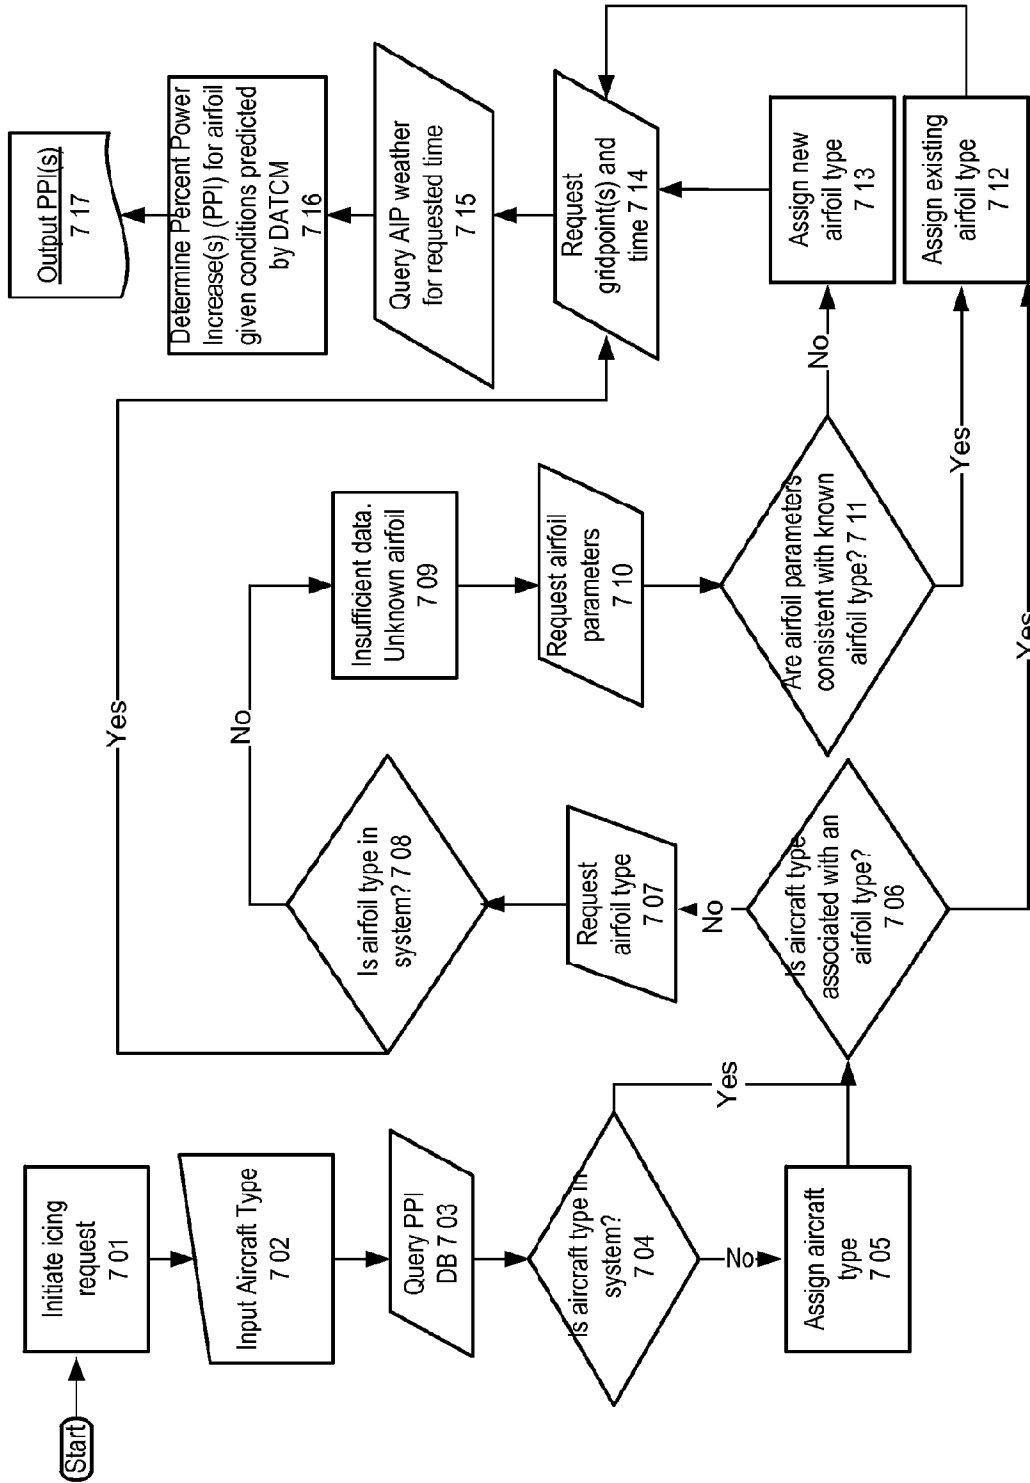 Start
Initiate icing
request
7 01
Input Aircraft Type
7 02
Query PPI
DB 7 03
Is aircraft type in
system?
7 04
No
Yes
Assign aircraft
type
7 05
Is aircraft type
associated with an
airfoil type?
7 06
No
Yes
Request
airfoil type
7 07
Is airfoil type in
system? 7 08
No
Yes
Insufficient data.
Unknown airfoil
7 09
Request airfoil
parameters
7 10
Are airfoil parameters
consistent with known
airfoil type? 7 11
No
Yes
Assign existing
airfoil type
7 12
Assign new
airfoil type
7 13
Request
gridpoint(s) and
time 7 14
Query AIP weather
for requested time
7 15
Determine Percent Power
Increase(s) (PPI) for airfoil
given conditions predicted
by DATCM
7 16
Output PPI(s)
7 17